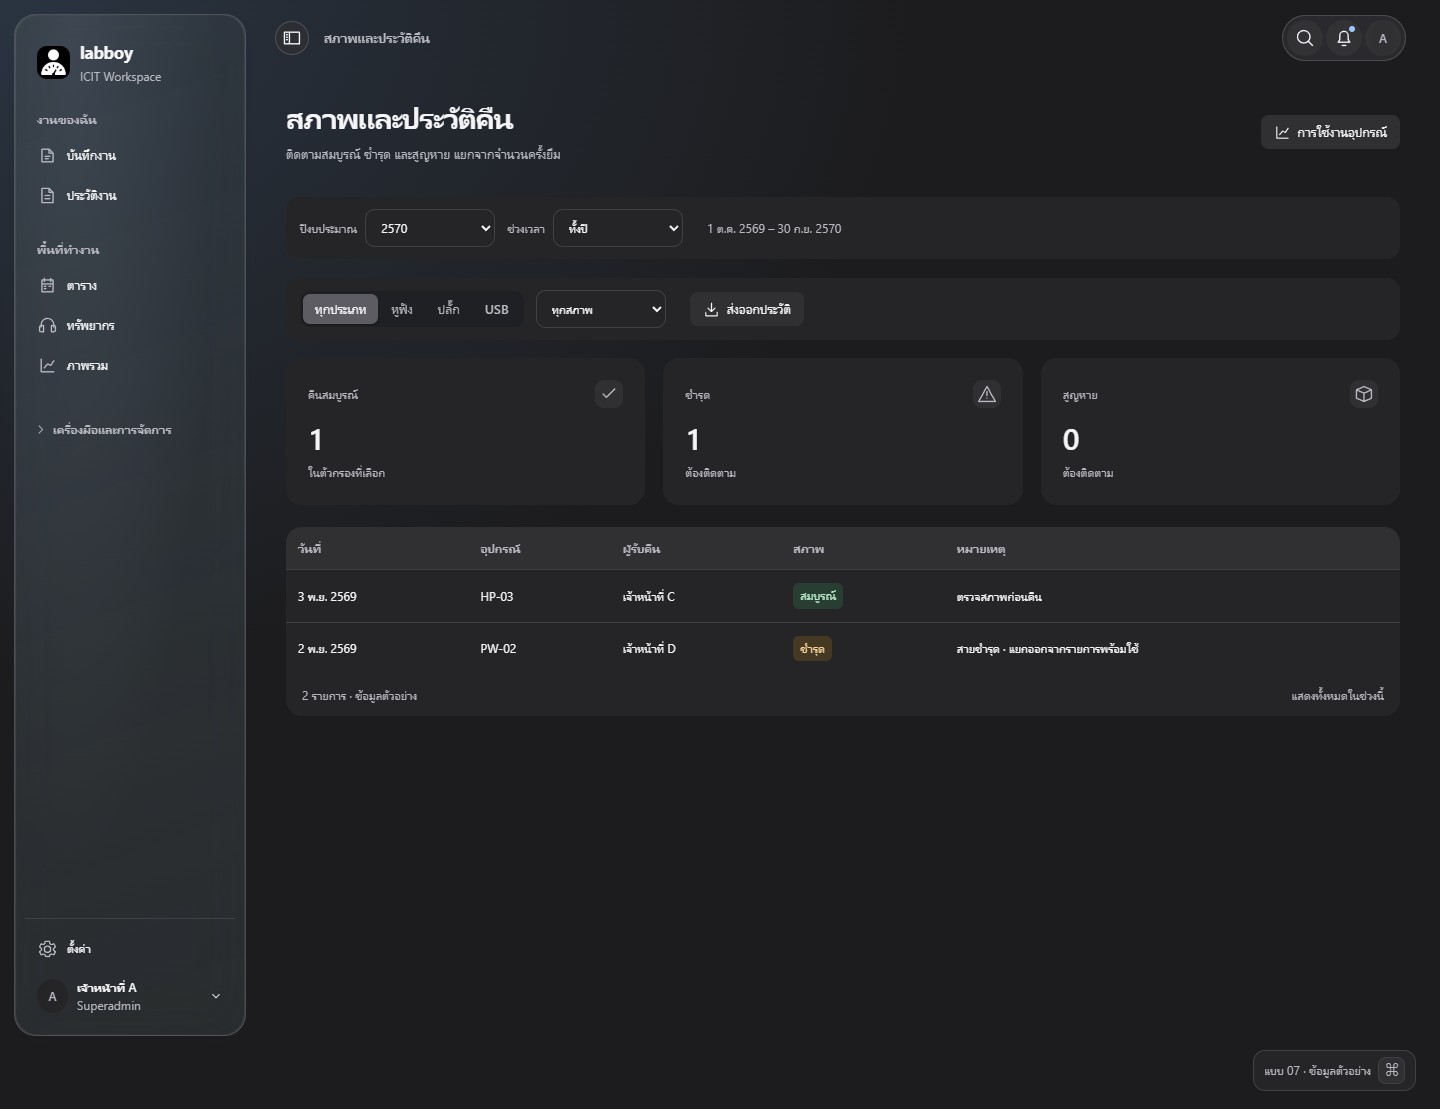 labboy
ICIT Workspace
งานของฉัน
บันทึกงาน
ประวัติงาน
พื้นที่ทำงาน
ตาราง
ทรัพยากร
ภาพรวม
เครื่องมือและการจัดการ
ตั้งค่า
A
เจ้าหน้าที่ A
Superadmin
สภาพและประวัติคืน
A
สภาพและประวัติคืน
ติดตามสมบูรณ์ ชำรุด และสูญหาย แยกจากจำนวนครั้งยืม
การใช้งานอุปกรณ์
ปีงบประมาณ 2570 ช่วงเวลา ทั้งปี 1 ต.ค. 2569 – 30 ก.ย. 2570
ทุกประเภท หูฟัง ปลั๊ก USB ทุกสภาพ ส่งออกประวัติ
คืนสมบูรณ์
1
ในตัวกรองที่เลือก
ชำรุด
1
ต้องติดตาม
สูญหาย
0
ต้องติดตาม
วันที่ อุปกรณ์ ผู้รับคืน สภาพ หมายเหตุ
3 พ.ย. 2569 HP-03 เจ้าหน้าที่ C สมบูรณ์ ตรวจสภาพก่อนคืน
2 พ.ย. 2569 PW-02 เจ้าหน้าที่ D ชำรุด สายชำรุด · แยกออกจากรายการพร้อมใช้
2 รายการ · ข้อมูลตัวอย่าง แสดงทั้งหมดในช่วงนี้
แบบ 07 · ข้อมูลตัวอย่าง ⌘